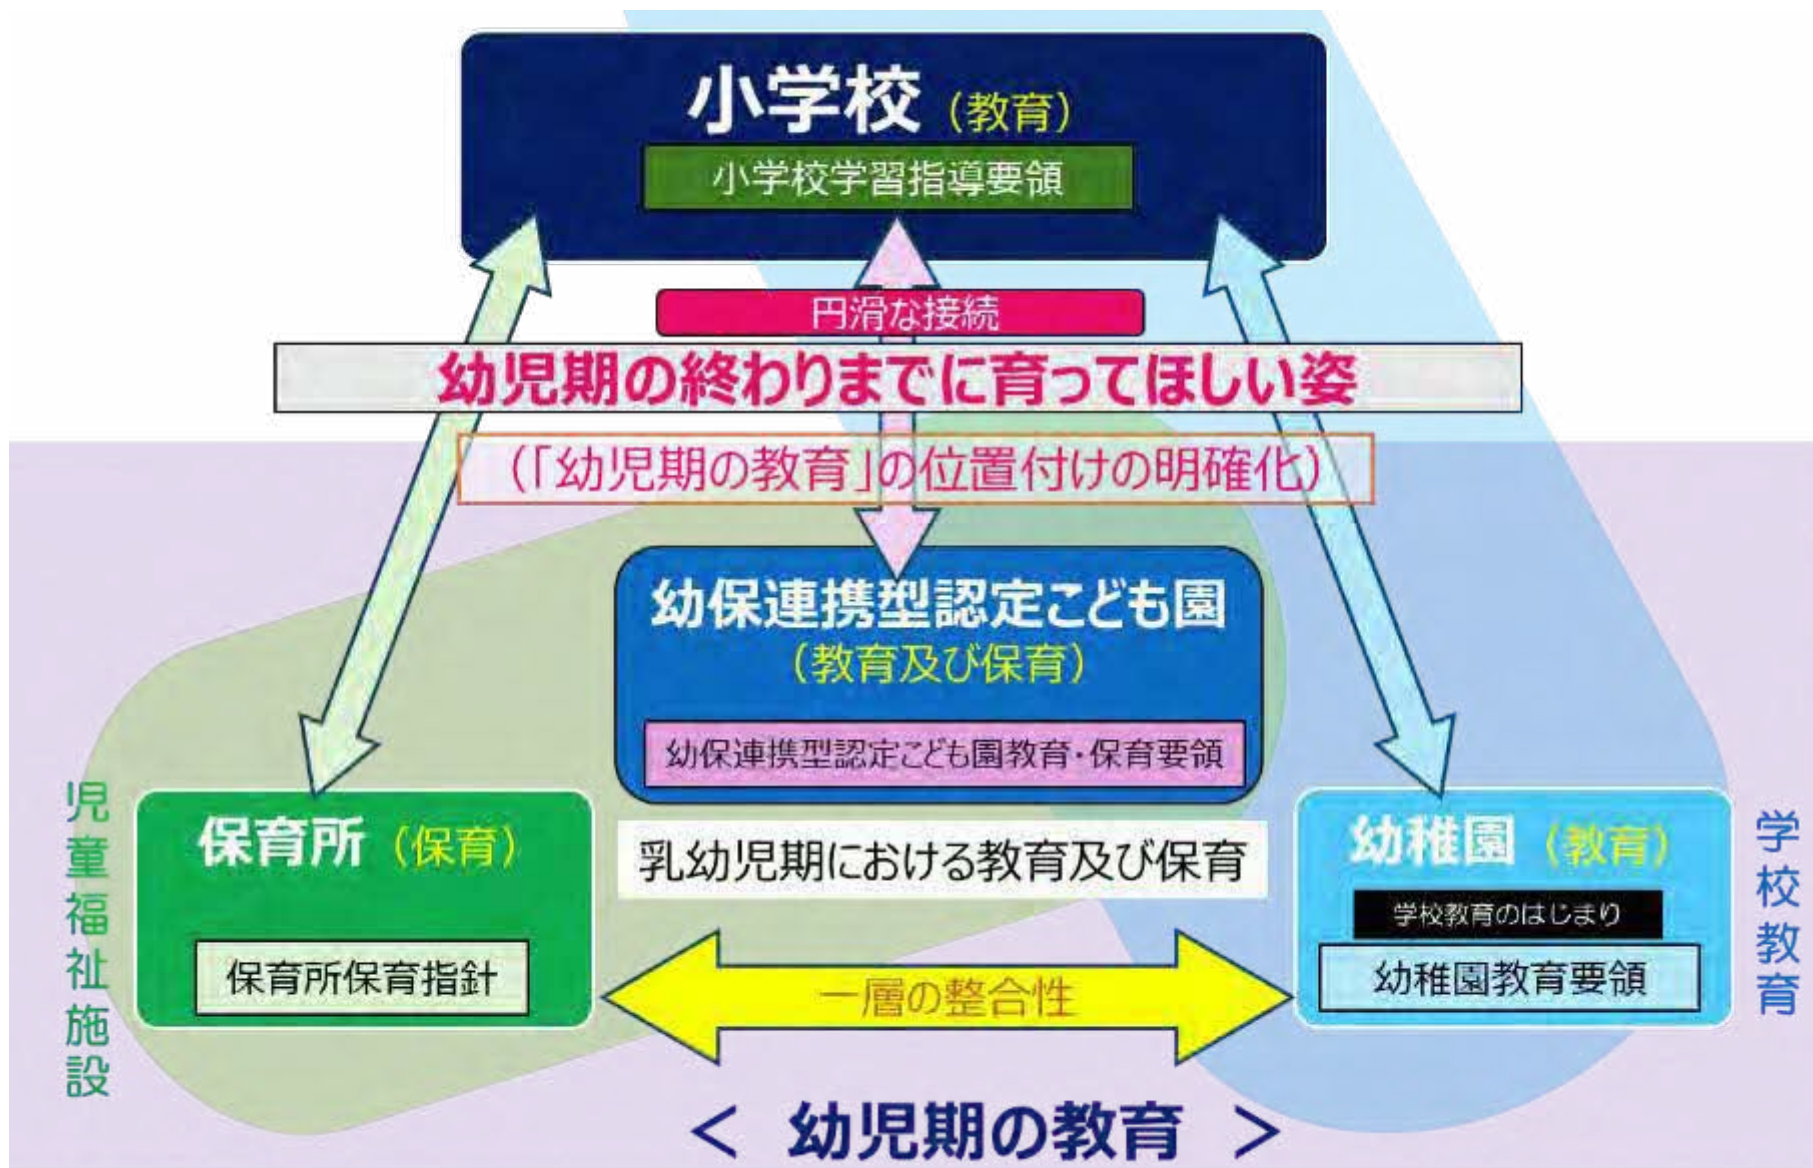 小学校（教育）
小学校学習指導要領
円滑な接続
幼児期の終わりまでに育ってほしい姿
（「幼児期の教育」の位置付けの明確化）
幼保連携型認定こども園
（教育及び保育）
幼保連携型認定こども園教育・保育要領
児童福祉施設
保育所（保育）
保育所保育指針
乳幼児期における教育及び保育
一層の整合性
幼稚園（教育）
学校教育のはじまり
幼稚園教育要領
学校教育
＜ 幼児期の教育 ＞